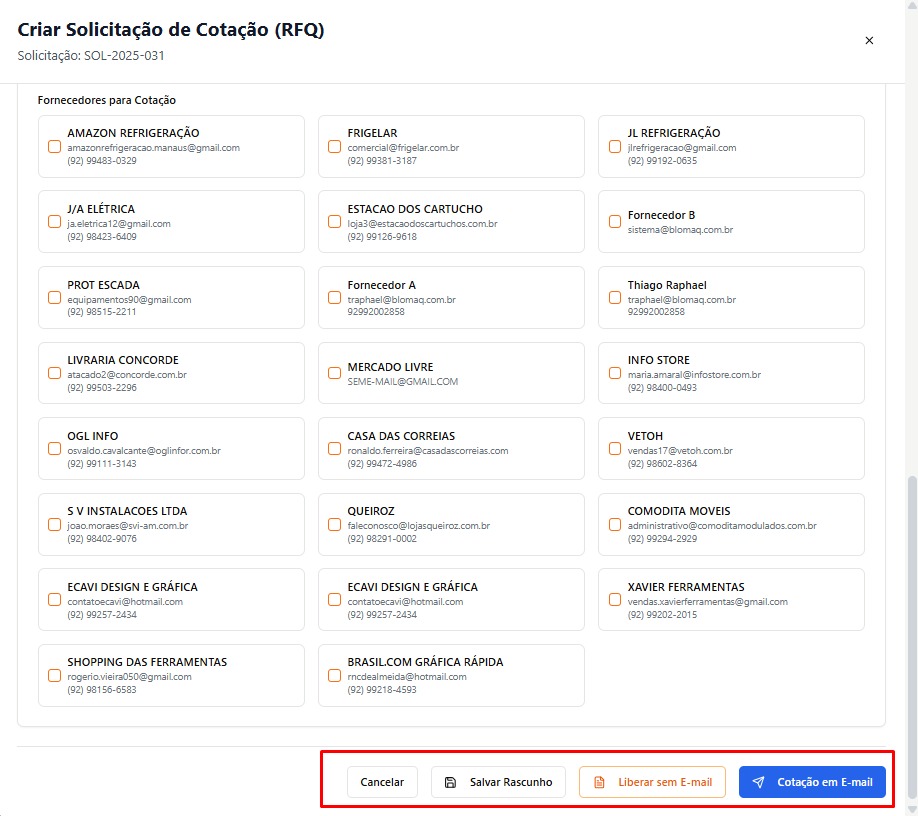 Criar Solicitação de Cotação (RFQ)
Solicitação: SOL-2025-031
Fornecedores para Cotação
AMAZON REFRIGERAÇÃO
amazonrefrigeracao.manaus@gmail.com
(92) 99483-0329
FRIGELAR
comercial@frigelar.com.br
(92) 99381-3187
JL REFRIGERAÇÃO
jlrefrigeracao@gmail.com
(92) 99192-0635
J/A ELÉTRICA
ja.eletrica12@gmail.com
(92) 98423-6409
ESTACAO DOS CARTUCHO
loja3@estacaodoscartuchos.com.br
(92) 99126-9618
Fornecedor B
sistema@blomaq.com.br
PROT ESCADA
equipamentos90@gmail.com
(92) 98515-2211
Fornecedor A
traphael@blomaq.com.br
92992002858
Thiago Raphael
traphael@blomaq.com.br
92992002858
LIVRARIA CONCORDE
atacado2@concorde.com.br
(92) 99503-2296
MERCADO LIVRE
SEME-MAIL@GMAIL.COM
INFO STORE
maria.amaral@infostore.com.br
(92) 98400-0493
OGL INFO
osvaldo.cavalcante@oglinfor.com.br
(92) 99111-3143
CASA DAS CORREIAS
ronaldo.ferreira@casadascorreias.com
(92) 99472-4986
VETOH
vendas17@vetoh.com.br
(92) 98602-8364
S V INSTALACOES LTDA
joao.moraes@svi-am.com.br
(92) 98402-9076
QUEIROZ
faleconosco@lojasqueiroz.com.br
(92) 98291-0002
COMODITA MOVEIS
administrativo@comoditamodulados.com.br
(92) 99294-2929
ECAVI DESIGN E GRÁFICA
contatoecavi@hotmail.com
(92) 99257-2434
ECAVI DESIGN E GRÁFICA
contatoecavi@hotmail.com
(92) 99257-2434
XAVIER FERRAMENTAS
vendas.xavierferramentas@gmail.com
(92) 99202-2015
SHOPPING DAS FERRAMENTAS
rogerio.vieira050@gmail.com
(92) 98156-6583
BRASIL.COM GRÁFICA RÁPIDA
rncdealmeida@hotmail.com
(92) 99218-4593
Cancelar
Salvar Rascunho
Liberar sem E-mail
Cotação em E-mail